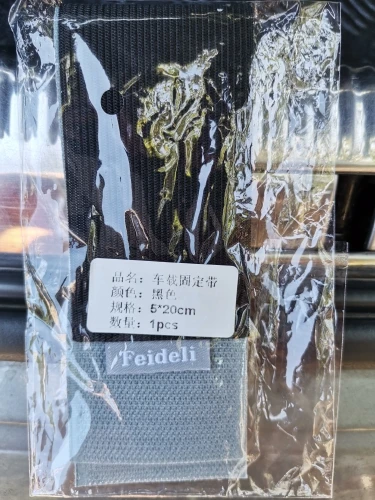 品名：车载固定带
颜色：黑色
规格：5*20cm
数量：1pcs
Feideli